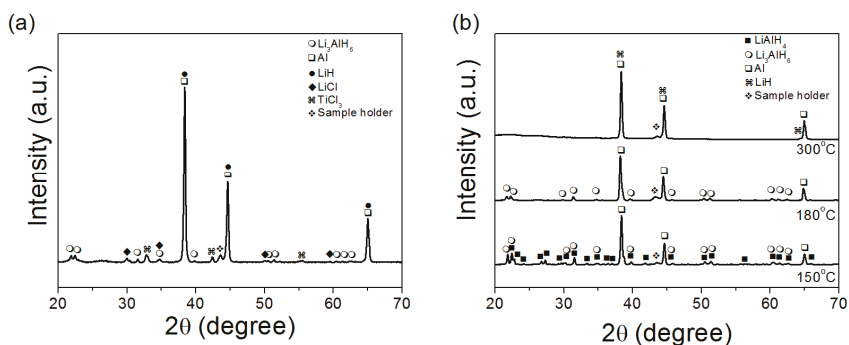 (a)
Intensity (a.u.)
Li₃AlH₆
Al
LiH
LiCl
TiCl₃
Sample holder
20 30 40 50 60 70
2θ (degree)
(b)
Intensity (a.u.)
LiAlH₄
Li₃AlH₆
Al
LiH
Sample holder
300°C
180°C
150°C
20 30 40 50 60 70
2θ (degree)